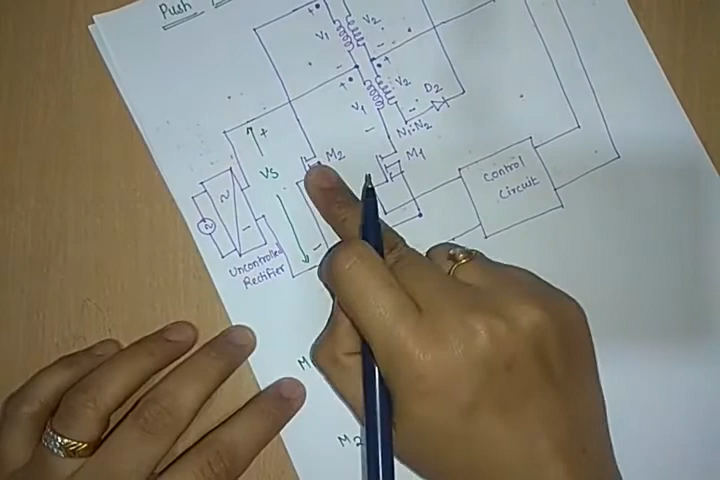 Push
V1
V2
V1
V2
D2
N1:N2
M2
M1
+
Vs
-
~
~
-
Control
Circuit
Uncontrolled
Rectifier
M
M2